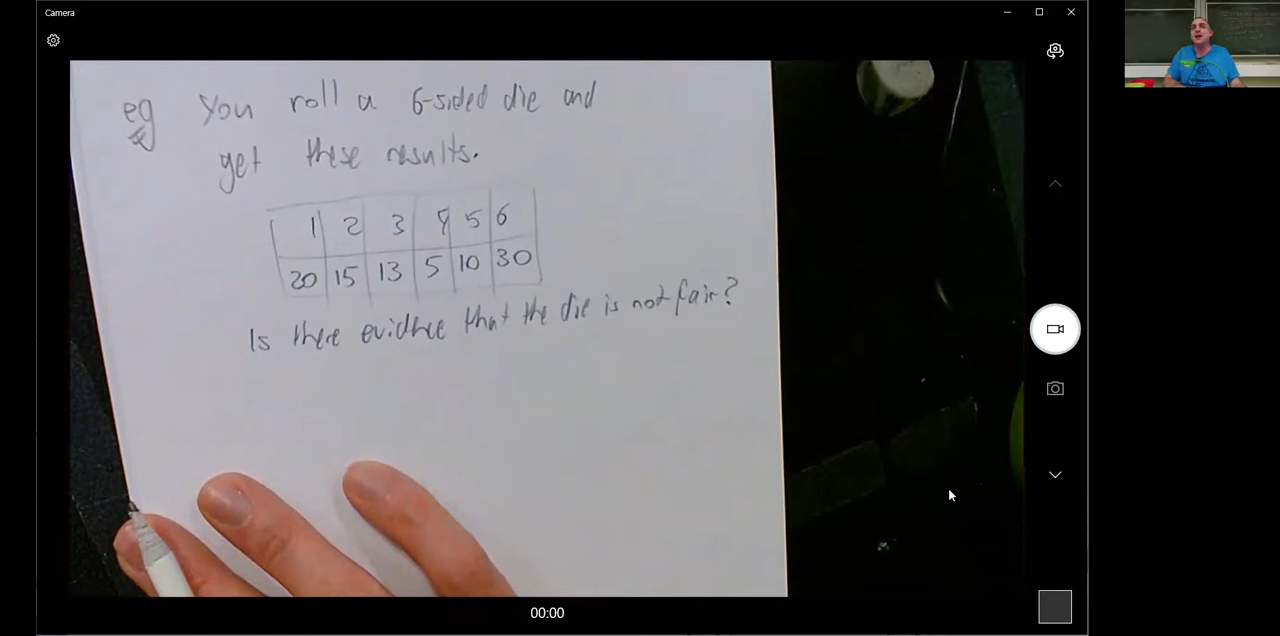 Camera
eg You roll a 6-sided die and
get these results.
1 2 3 4 5 6
20 15 13 5 10 30
Is there evidence that the die is not fair?
00:00